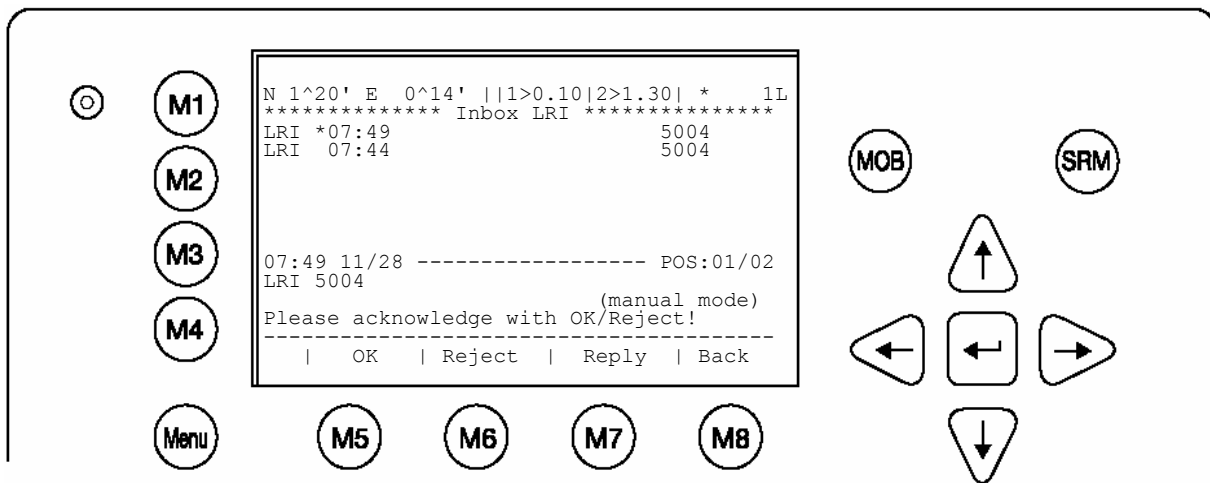 N 1^20' E 0^14' ||1>0.10|2>1.30| * 1L
************** Inbox LRI ***************
LRI *07:49 5004
LRI 07:44 5004
07:49 11/28 ------------------ POS:01/02
LRI 5004
(manual mode)
Please acknowledge with OK/Reject!
----------------------------------------
| OK | Reject | Reply | Back
M1
M2
M3
M4
Menu
M5
M6
M7
M8
MOB
SRM